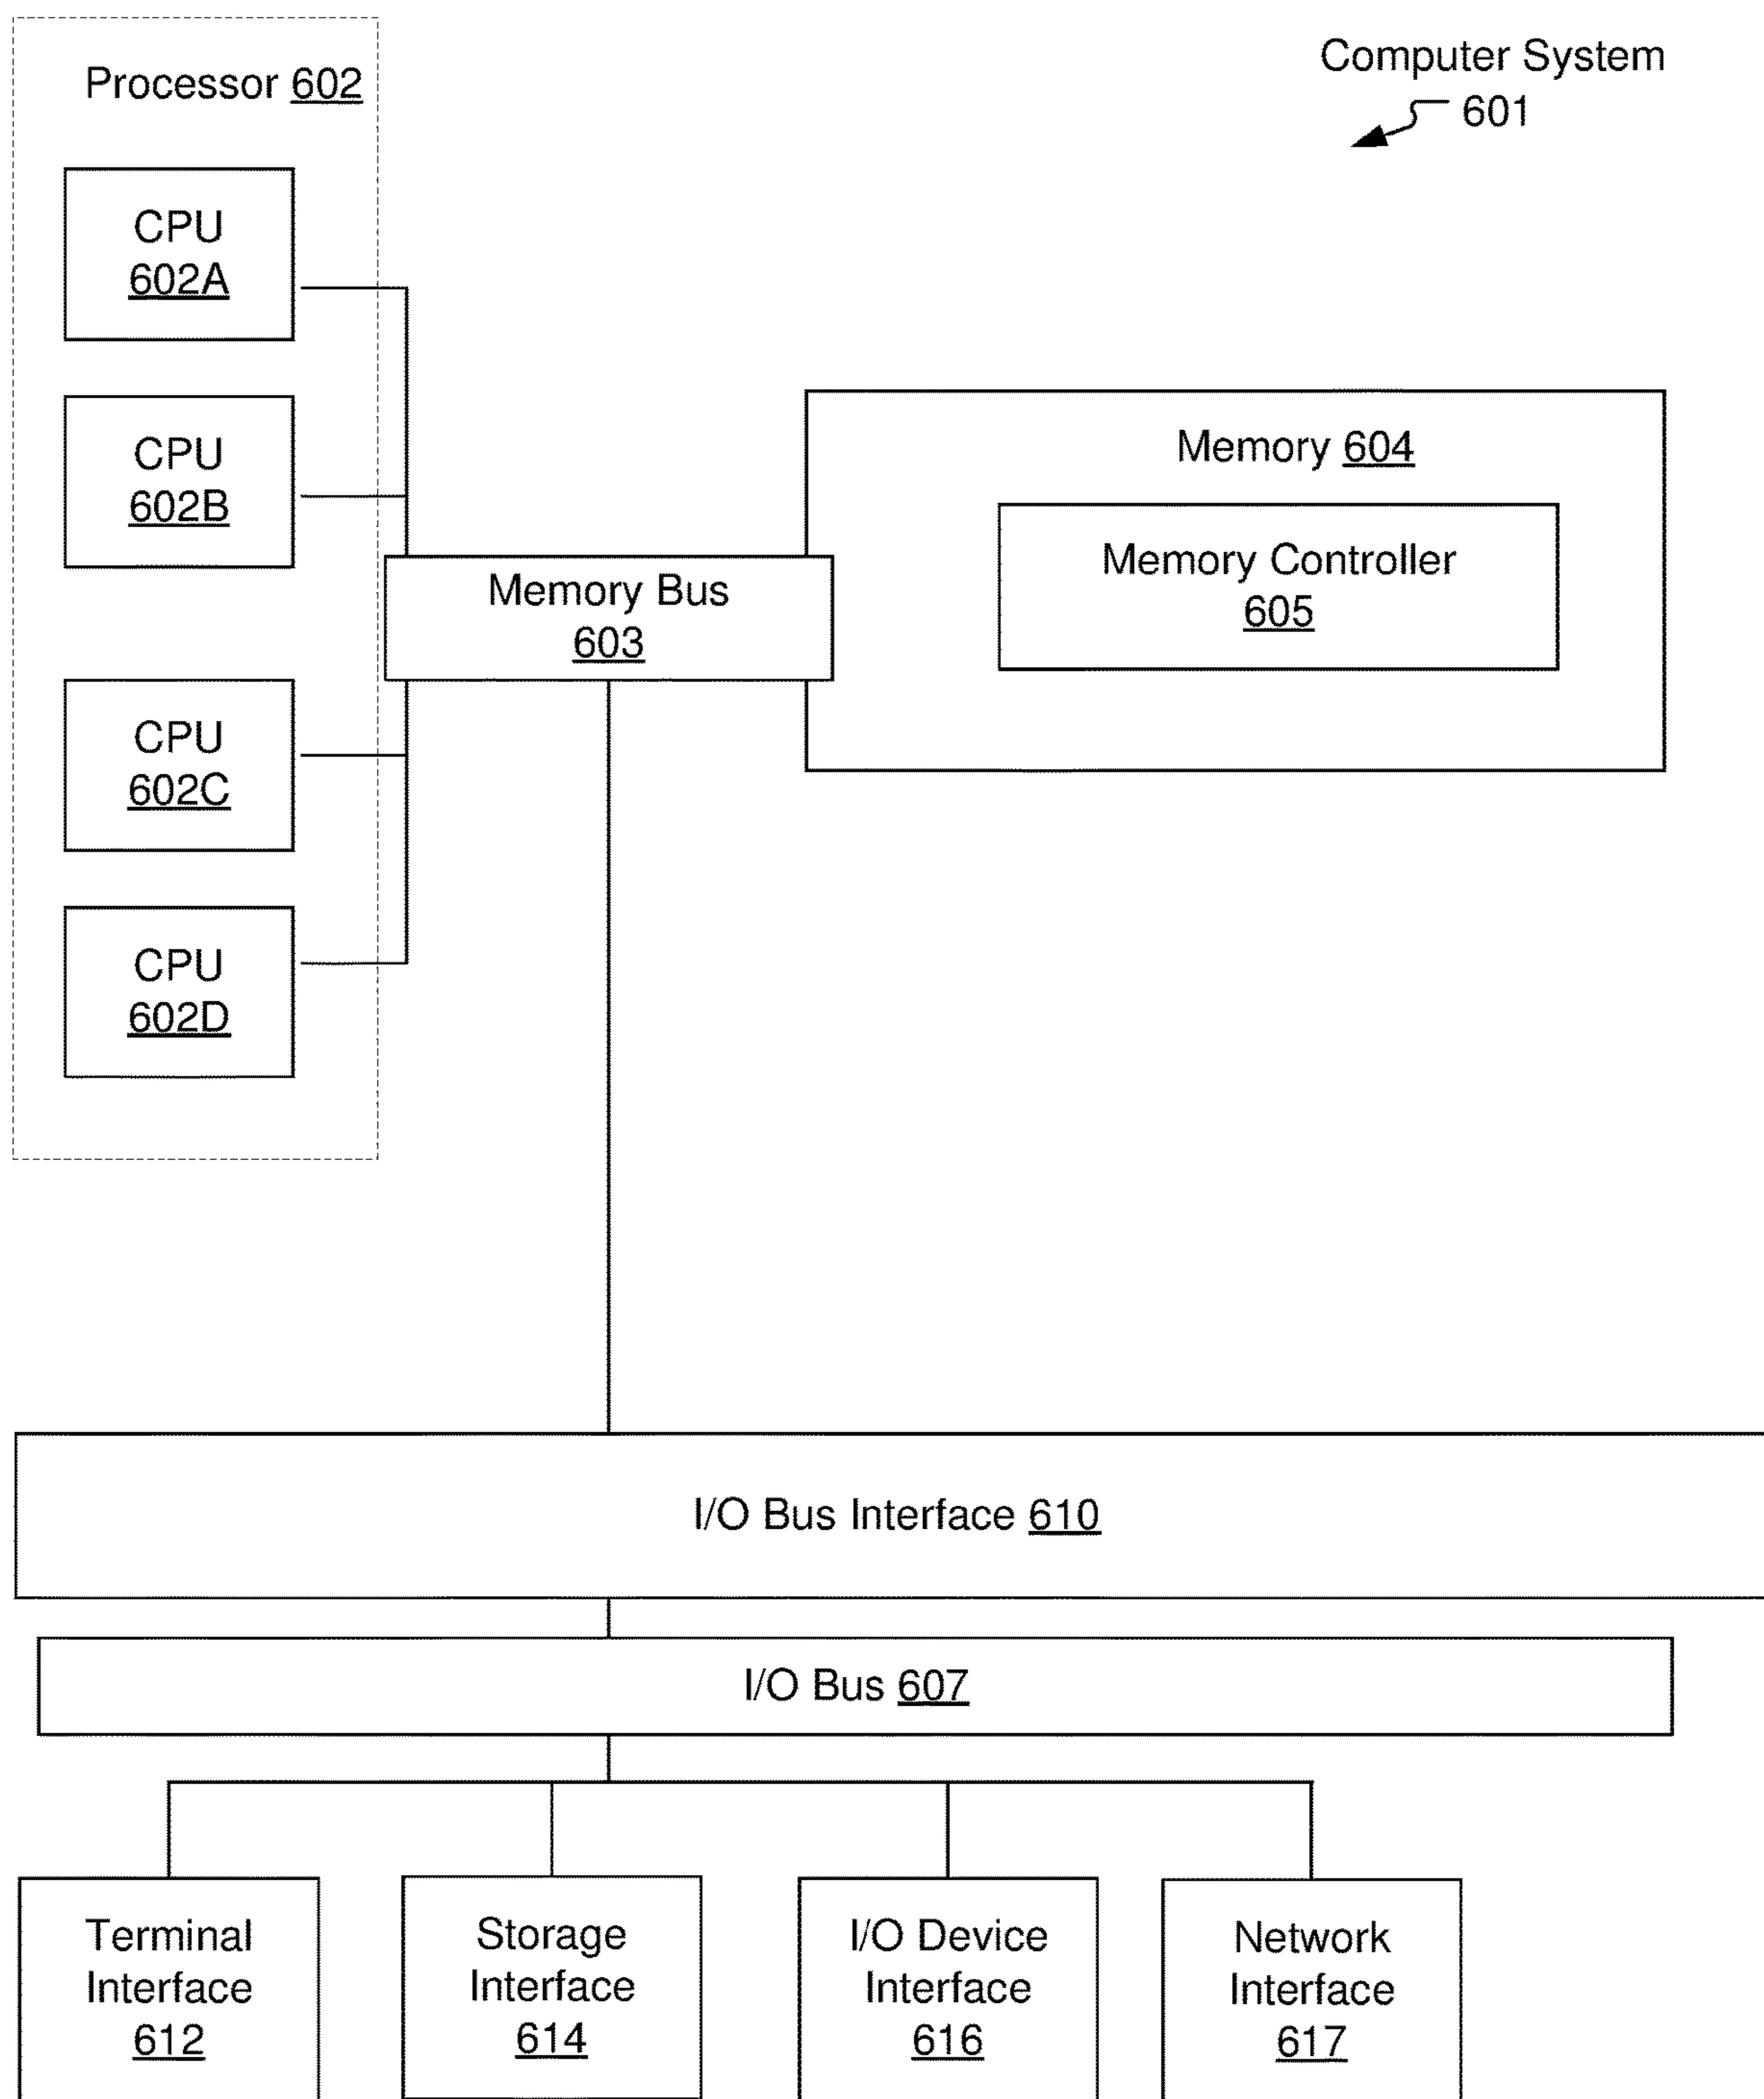 Processor 602
Computer System
601
CPU
602A
CPU
602B
Memory 604
Memory Controller
605
Memory Bus
603
CPU
602C
CPU
602D
I/O Bus Interface 610
I/O Bus 607
Terminal
Interface
612
Storage
Interface
614
I/O Device
Interface
616
Network
Interface
617